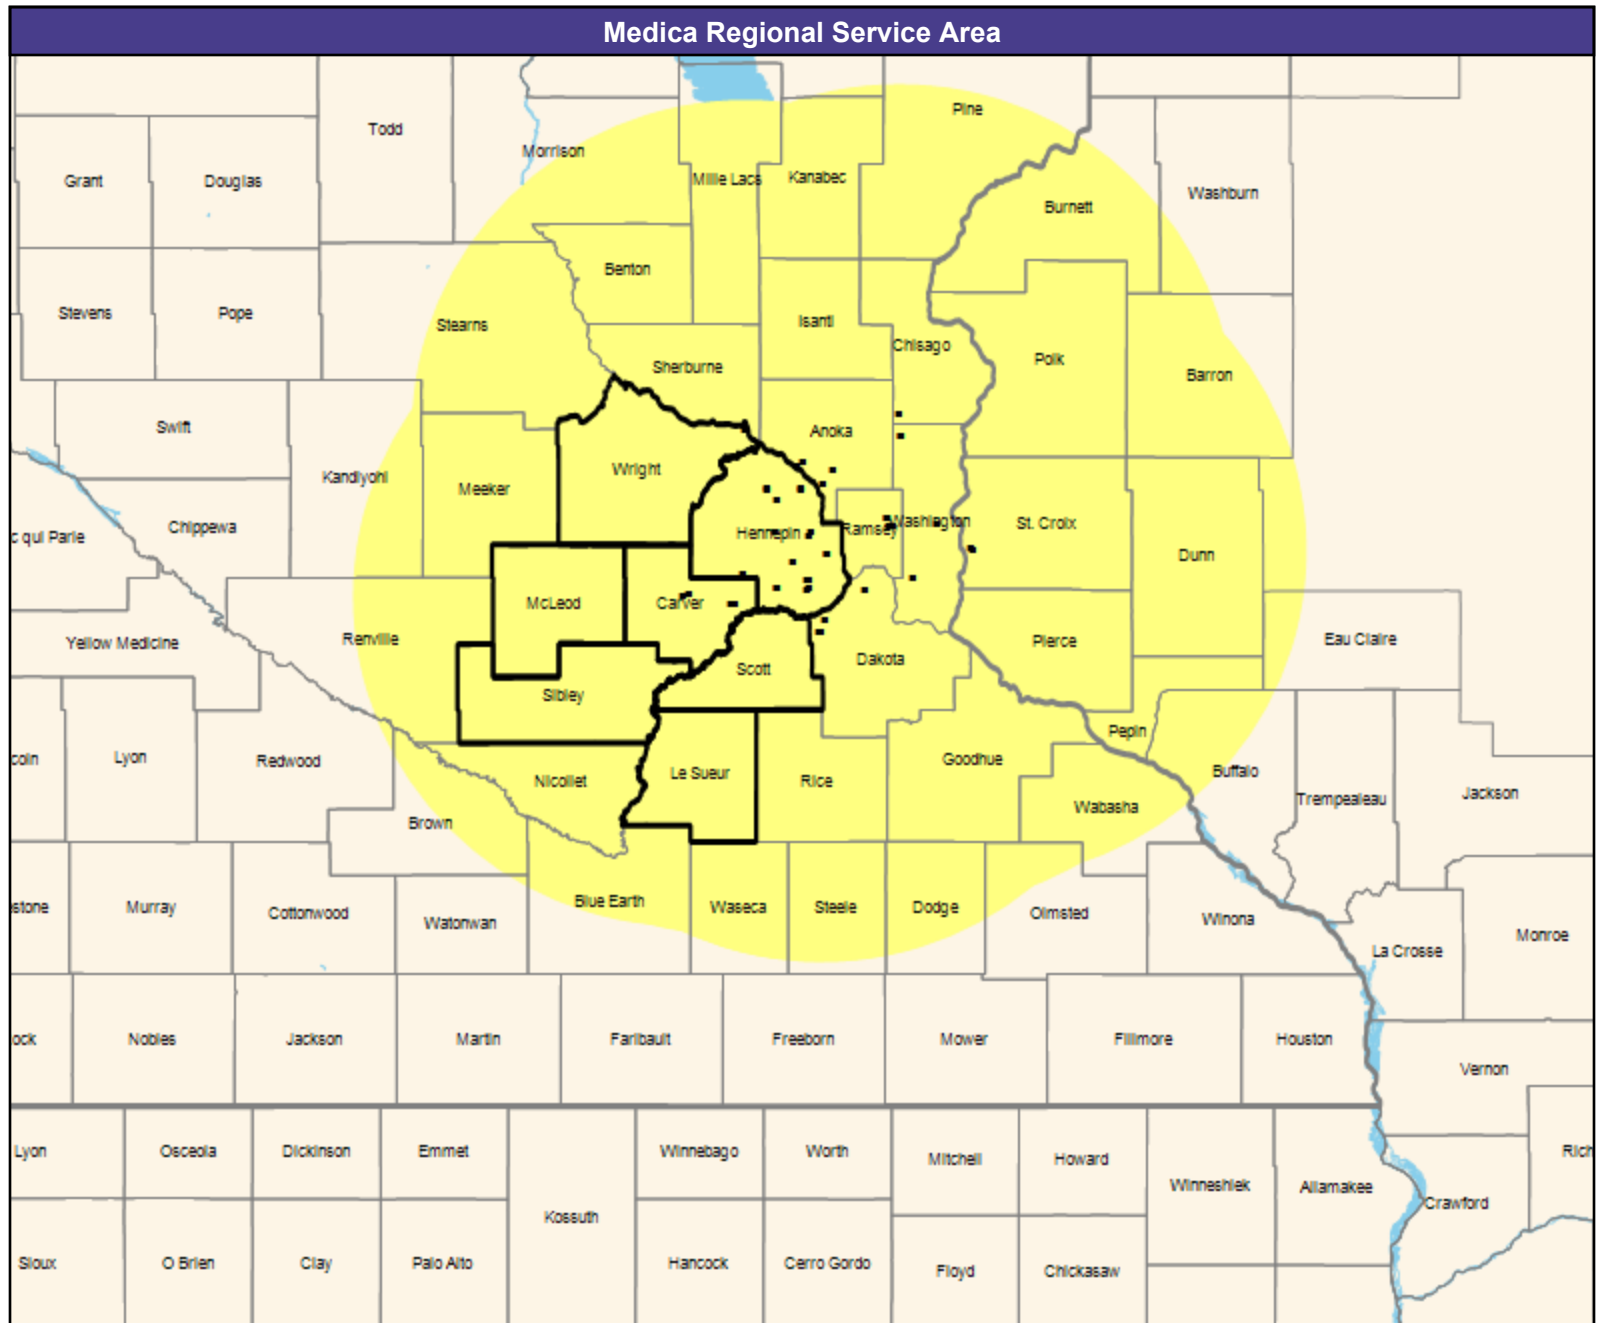 Medica Regional Service Area
Pine
Todd
Morrison
Grant
Douglas
Mille Lacs
Kanabec
Washburn
Burnett
Benton
Stevens
Pope
Stearns
Isanti
Chisago
Polk
Sherburne
Barron
Swift
Anoka
Kandiyohi
Wright
Meeker
c qui Parle
Chippewa
Hennepin
Ramsey
Washington
St. Croix
Dunn
McLeod
Carver
Yellow Medicine
Renville
Scott
Dakota
Pierce
Eau Claire
Sibley
coln
Lyon
Redwood
Nicollet
Le Sueur
Rice
Goodhue
Pepin
Buffalo
Wabasha
Trempealeau
Jackson
Brown
stone
Murray
Cottonwood
Watonwan
Blue Earth
Waseca
Steele
Dodge
Olmsted
Winona
La Crosse
Monroe
ock
Nobles
Jackson
Martin
Faribault
Freeborn
Mower
Fillmore
Houston
Vernon
Lyon
Osceola
Dickinson
Emmet
Winnebago
Worth
Mitchell
Howard
Winneshiek
Allamakee
Rich
Crawford
Kossuth
Sioux
O Brien
Clay
Palo Alto
Hancock
Cerro Gordo
Floyd
Chickasaw